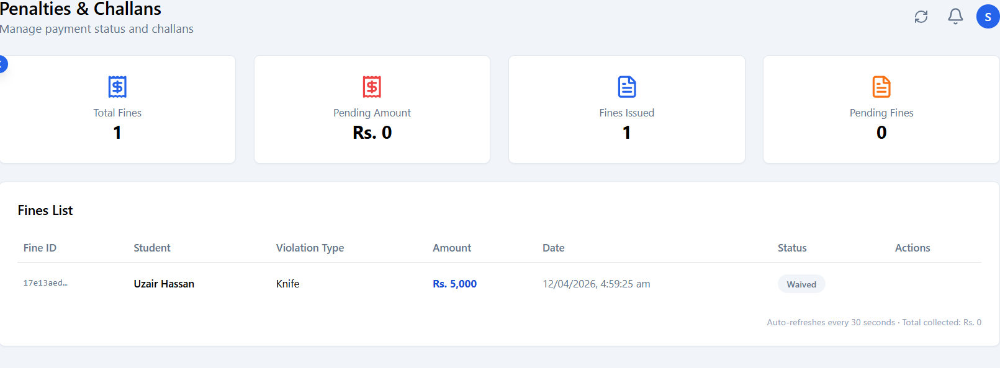 Penalties & Challans
Manage payment status and challans
S
Total Fines
1
Pending Amount
Rs. 0
Fines Issued
1
Pending Fines
0
Fines List
Fine ID Student Violation Type Amount Date Status Actions
17e13aed… Uzair Hassan Knife Rs. 5,000 12/04/2026, 4:59:25 am Waived
Auto-refreshes every 30 seconds · Total collected: Rs. 0